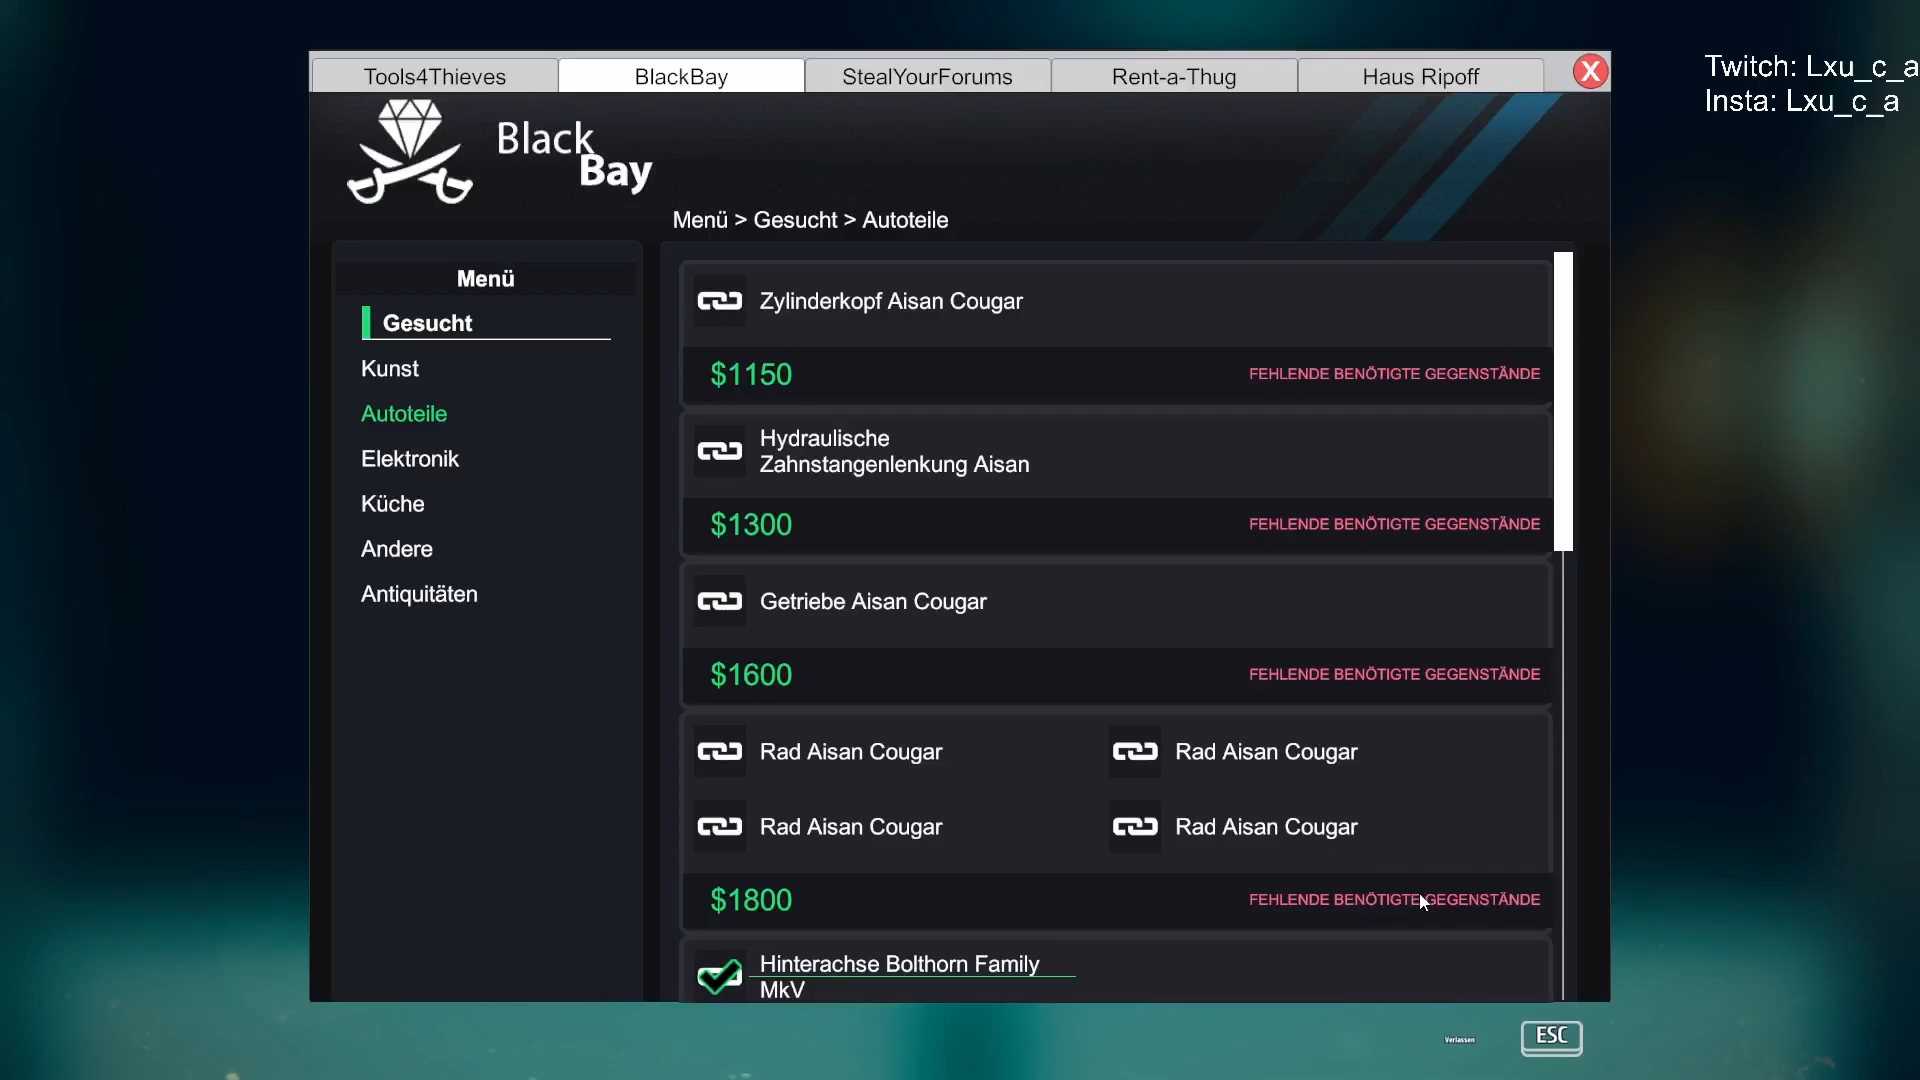 Tools4Thieves
BlackBay
StealYourForums
Rent-a-Thug
Haus Ripoff
X
Twitch: Lxu_c_a
Insta: Lxu_c_a
Black
Bay
Menü > Gesucht > Autoteile
Menü
Gesucht
Kunst
Autoteile
Elektronik
Küche
Andere
Antiquitäten
Zylinderkopf Aisan Cougar
$1150
FEHLENDE BENÖTIGTE GEGENSTÄNDE
Hydraulische
Zahnstangenlenkung Aisan
$1300
FEHLENDE BENÖTIGTE GEGENSTÄNDE
Getriebe Aisan Cougar
$1600
FEHLENDE BENÖTIGTE GEGENSTÄNDE
Rad Aisan Cougar
Rad Aisan Cougar
Rad Aisan Cougar
Rad Aisan Cougar
$1800
FEHLENDE BENÖTIGTE GEGENSTÄNDE
Hinterachse Bolthorn Family
MkV
Verlassen
ESC